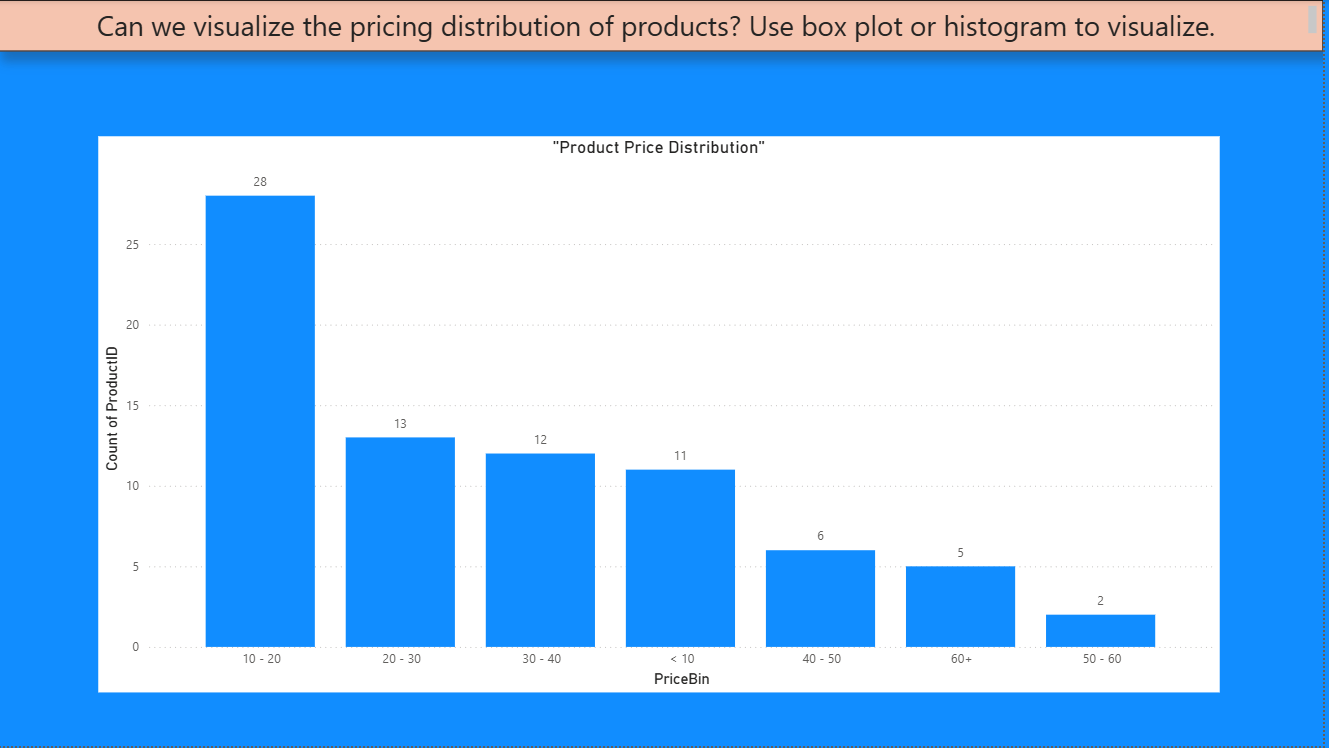 Can we visualize the pricing distribution of products? Use box plot or histogram to visualize.
"Product Price Distribution"
28
25
13
20
12
15
11
10
6
5
5
2
0
Count of ProductID
10 - 20
20 - 30
30 - 40
< 10
40 - 50
60+
50 - 60
PriceBin